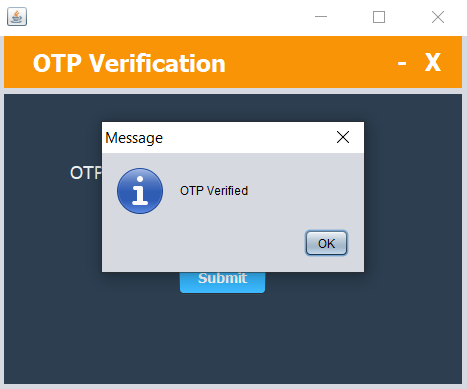 OTP Verification - X
Message
OTP
OTP Verified
OK
Submit